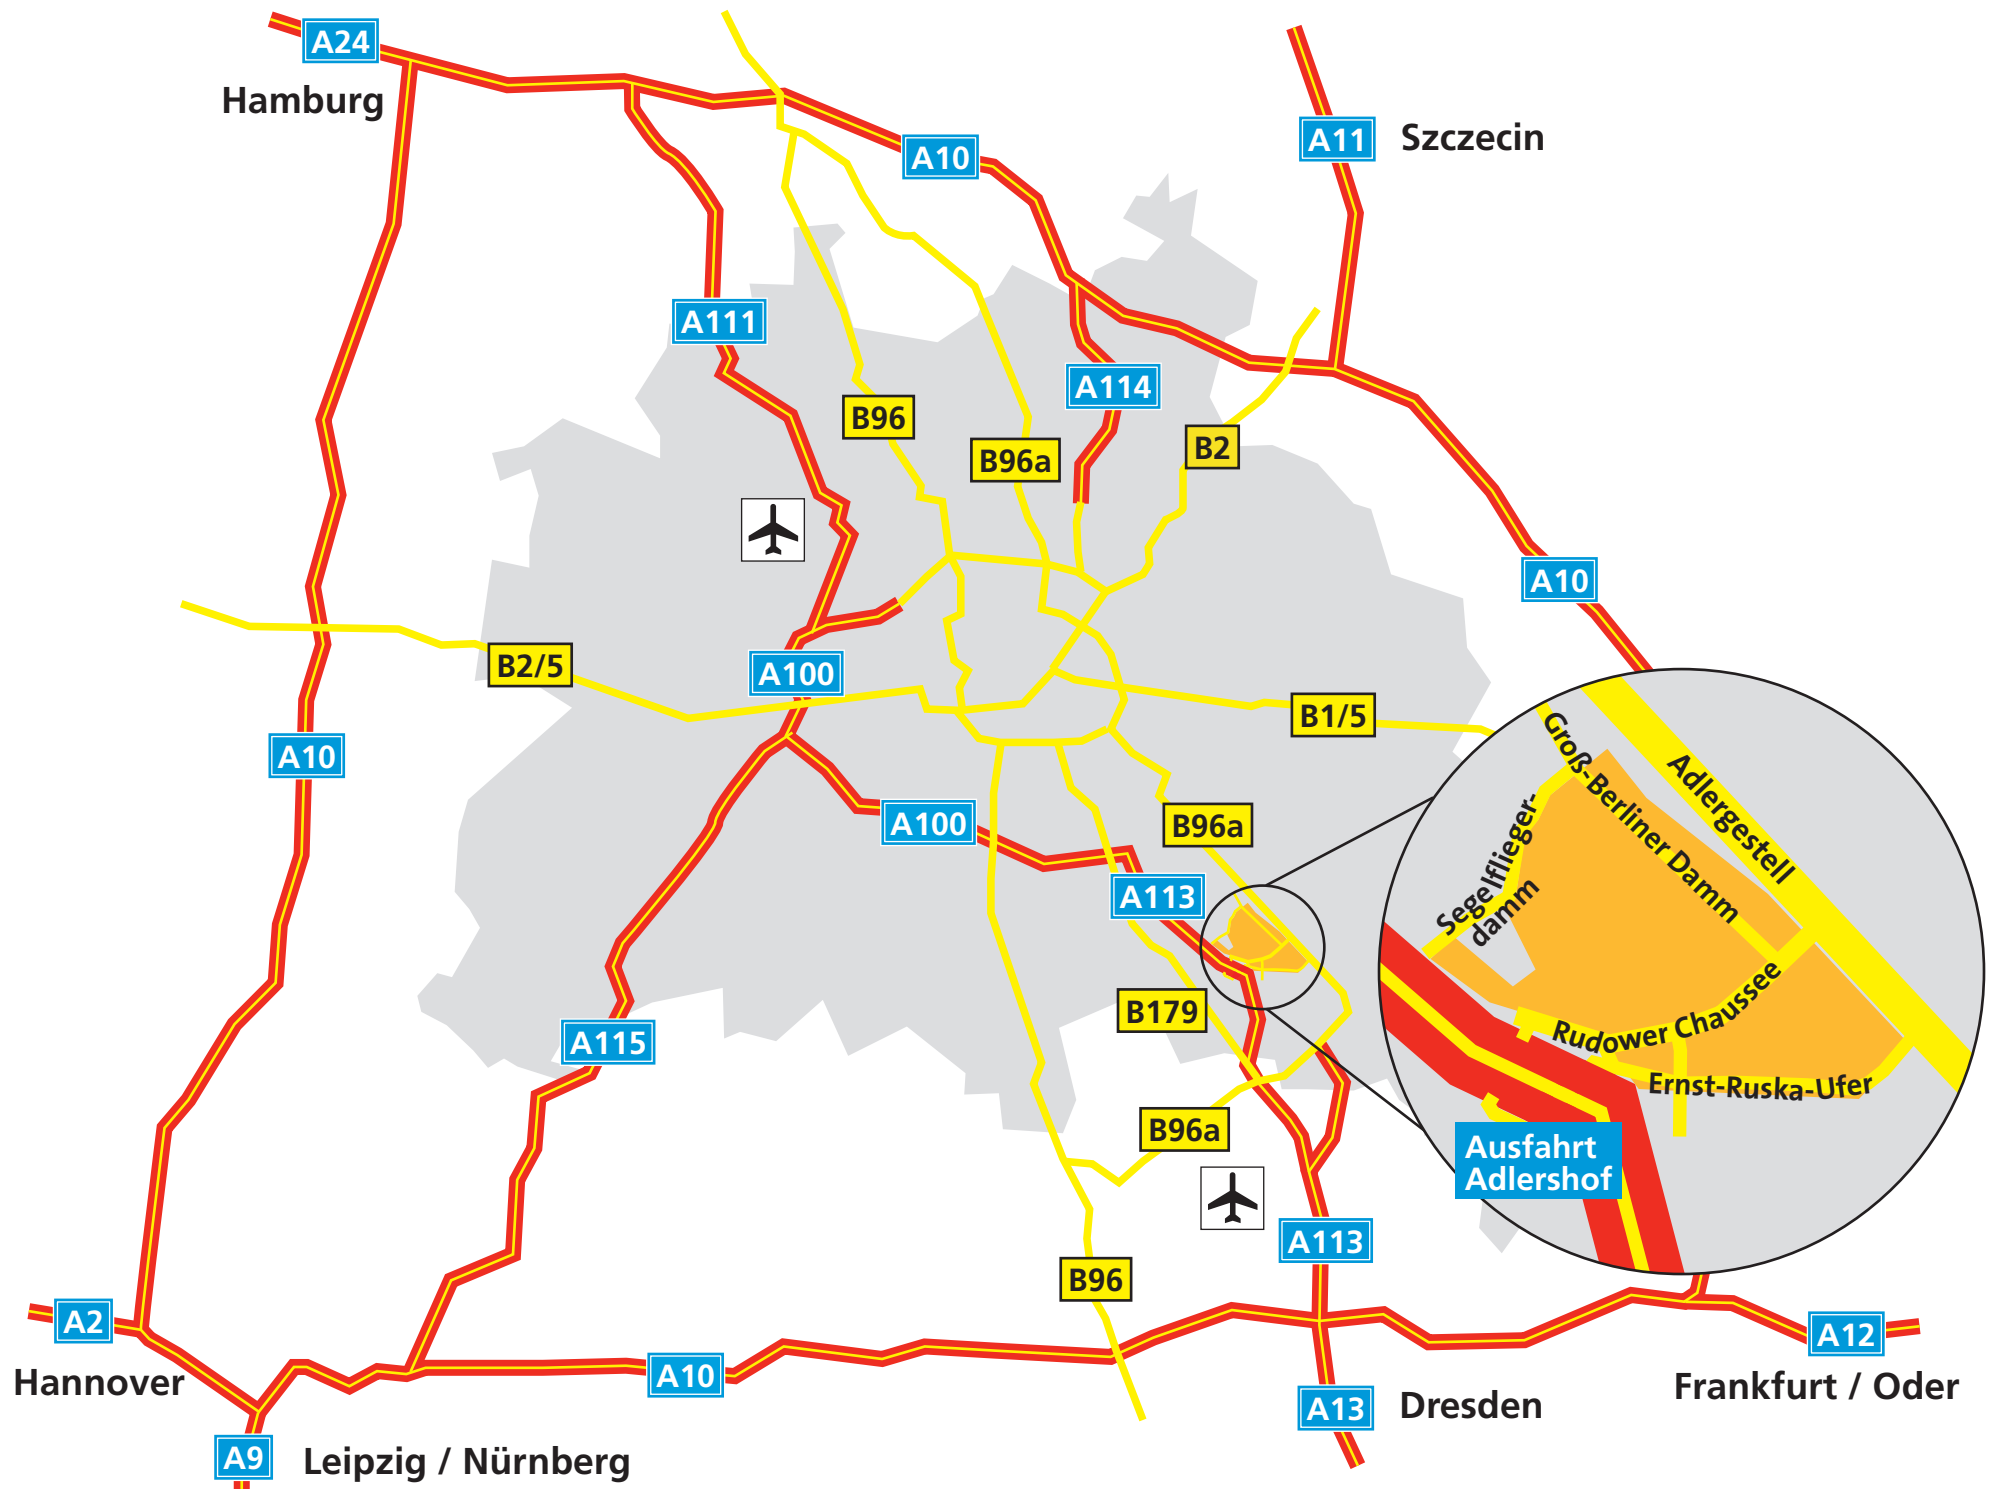 A24
Hamburg
A10
A11
Szczecin
A111
A114
B96
B96a
B2
A10
B2/5
A100
B1/5
A10
A100
B96a
A113
B179
A115
B96a
A113
B96
A2
Hannover
A10
A12
Frankfurt / Oder
A13
Dresden
A9
Leipzig / Nürnberg
Groß-Berliner Damm
Adlergestell
Segelflieger-
damm
Rudower Chaussee
Ernst-Ruska-Ufer
Ausfahrt
Adlershof